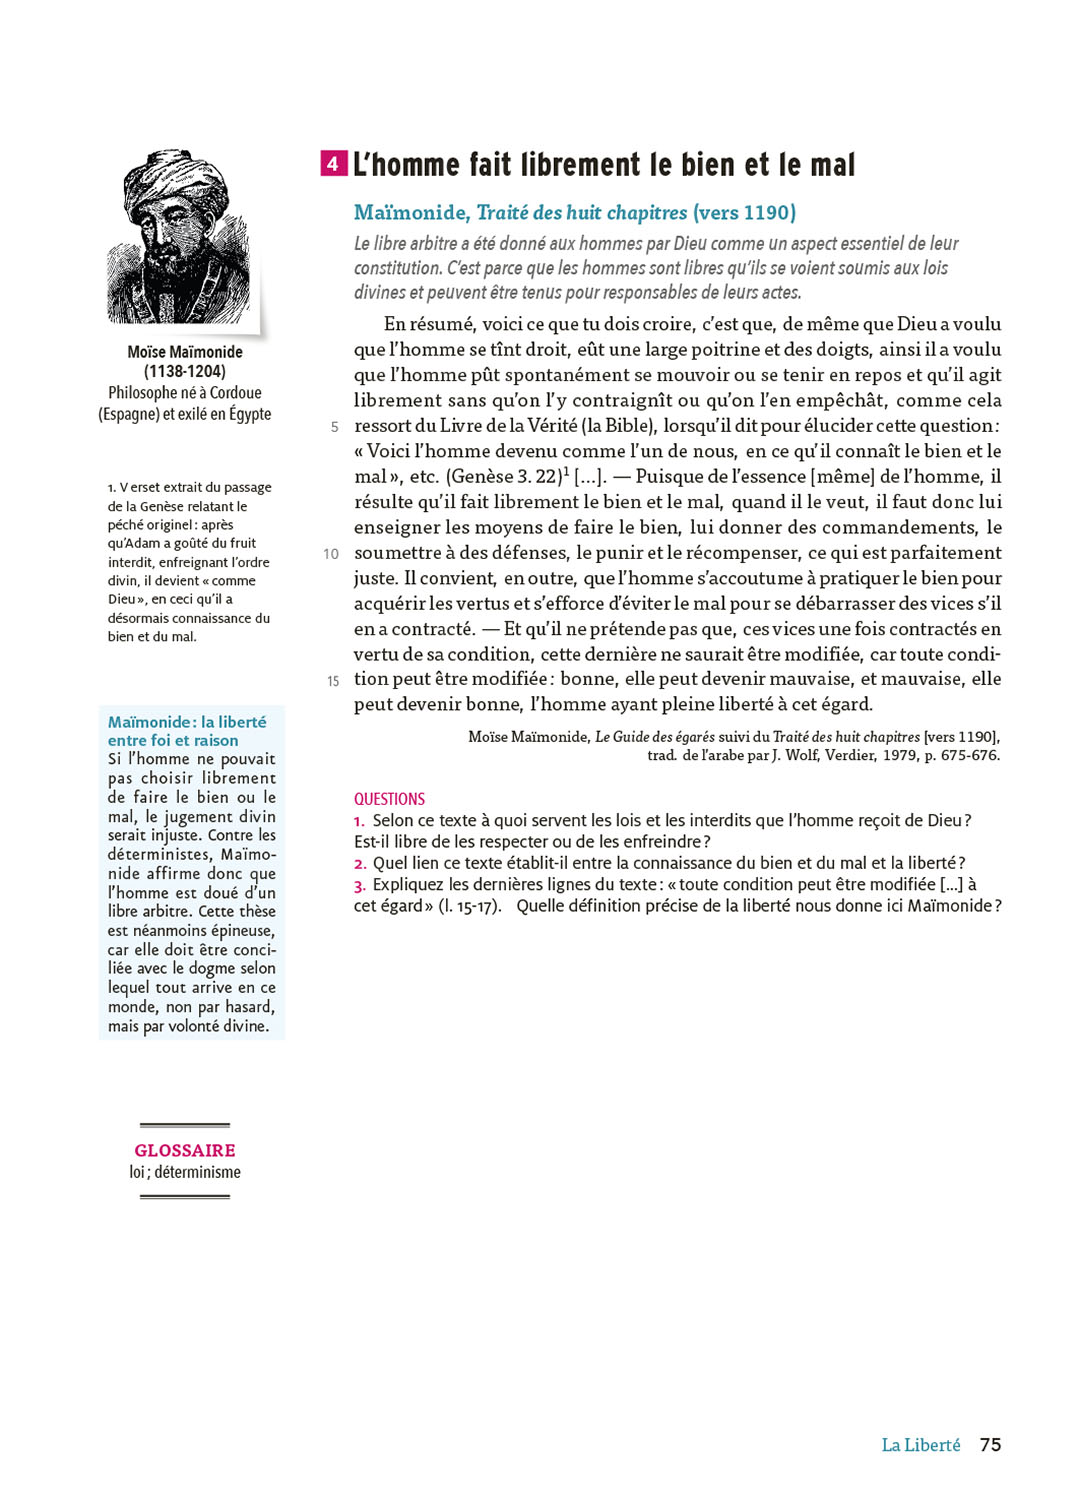 4 L’homme fait librement le bien et le mal
Maïmonide, Traité des huit chapitres (vers 1190)
Le libre arbitre a été donné aux hommes par Dieu comme un aspect essentiel de leur
constitution. C’est parce que les hommes sont libres qu’ils se voient soumis aux lois
divines et peuvent être tenus pour responsables de leurs actes.
En résumé, voici ce que tu dois croire, c’est que, de même que Dieu a voulu
que l’homme se tînt droit, eût une large poitrine et des doigts, ainsi il a voulu
que l’homme pût spontanément se mouvoir ou se tenir en repos et qu’il agit
librement sans qu’on l’y contraignît ou qu’on l’en empêchât, comme cela
5 ressort du Livre de la Vérité (la Bible), lorsqu’il dit pour élucider cette question :
« Voici l’homme devenu comme l’un de nous, en ce qu’il connaît le bien et le
mal », etc. (Genèse 3. 22)1 [...]. — Puisque de l’essence [même] de l’homme, il
résulte qu’il fait librement le bien et le mal, quand il le veut, il faut donc lui
enseigner les moyens de faire le bien, lui donner des commandements, le
10 soumettre à des défenses, le punir et le récompenser, ce qui est parfaitement
juste. Il convient, en outre, que l’homme s’accoutume à pratiquer le bien pour
acquérir les vertus et s’efforce d’éviter le mal pour se débarrasser des vices s’il
en a contracté. — Et qu’il ne prétende pas que, ces vices une fois contractés en
vertu de sa condition, cette dernière ne saurait être modifiée, car toute condi-
15 tion peut être modifiée : bonne, elle peut devenir mauvaise, et mauvaise, elle
peut devenir bonne, l’homme ayant pleine liberté à cet égard.
Moïse Maïmonide, Le Guide des égarés suivi du Traité des huit chapitres [vers 1190],
trad. de l’arabe par J. Wolf, Verdier, 1979, p. 675-676.
QUESTIONS
1. Selon ce texte à quoi servent les lois et les interdits que l’homme reçoit de Dieu ?
Est-il libre de les respecter ou de les enfreindre ?
2. Quel lien ce texte établit-il entre la connaissance du bien et du mal et la liberté ?
3. Expliquez les dernières lignes du texte : « toute condition peut être modifiée [...] à
cet égard » (l. 15-17). Quelle définition précise de la liberté nous donne ici Maïmonide ?
Moïse Maïmonide
(1138-1204)
Philosophe né à Cordoue
(Espagne) et exilé en Égypte
1. V erset extrait du passage
de la Genèse relatant le
péché originel : après
qu’Adam a goûté du fruit
interdit, enfreignant l’ordre
divin, il devient « comme
Dieu », en ceci qu’il a
désormais connaissance du
bien et du mal.
Maïmonide : la liberté
entre foi et raison
Si l’homme ne pouvait
pas choisir librement
de faire le bien ou le
mal, le jugement divin
serait injuste. Contre les
déterministes, Maïmo-
nide affirme donc que
l’homme est doué d’un
libre arbitre. Cette thèse
est néanmoins épineuse,
car elle doit être conci-
liée avec le dogme selon
lequel tout arrive en ce
monde, non par hasard,
mais par volonté divine.
GLOSSAIRE
loi ; déterminisme
La Liberté 75